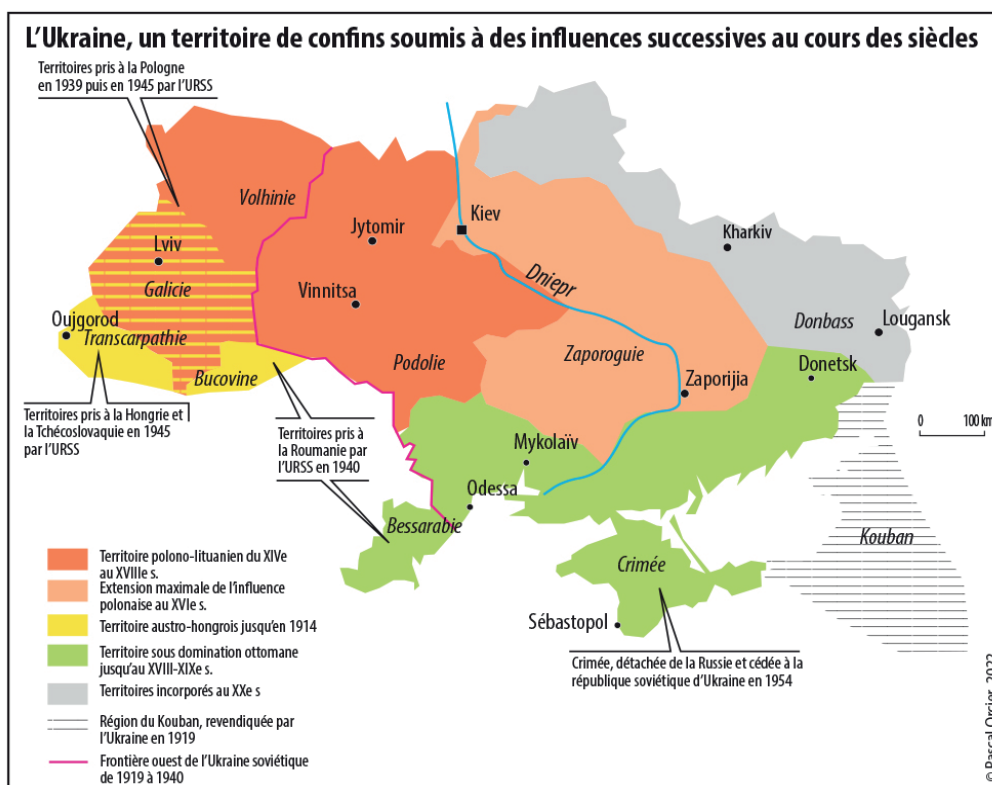 L’Ukraine, un territoire de confins soumis à des influences successives au cours des siècles
Territoires pris à la Pologne
en 1939 puis en 1945 par l’URSS
Volhinie
Kiev
Jytomir
Kharkiv
Lviv
Galicie
Vinnitsa
Dniepr
Oujgorod
Transcarpathie
Donbass
Lougansk
Bucovine
Podolie
Zaporoguie
Donetsk
Zaporijia
Territoires pris à la Hongrie et
la Tchécoslovaquie en 1945
par l’URSS
Territoires pris à
la Roumanie par
l’URSS en 1940
0 100 km
Mykolaïv
Odessa
Bessarabie
Kouban
Crimée
Sébastopol
Crimée, détachée de la Russie et cédée à la
république soviétique d’Ukraine en 1954
Territoire polono-lituanien du XIVe
au XVIIIe s.
Extension maximale de l’influence
polonaise au XVIe s.
Territoire austro-hongrois jusqu’en 1914
Territoire sous domination ottomane
jusqu’au XVIII-XIXe s.
Territoires incorporés au XXe s
Région du Kouban, revendiquée par
l’Ukraine en 1919
Frontière ouest de l’Ukraine soviétique
de 1919 à 1940
© Pascal Orcier, 2022